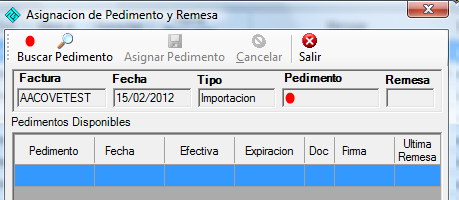 Asignacion de Pedimento y Remesa
Buscar Pedimento Asignar Pedimento Cancelar Salir
Factura Fecha Tipo Pedimento Remesa
AACOVETEST 15/02/2012 Importacion
Pedimentos Disponibles
Pedimento Fecha Efectiva Expiracion Doc Firma Ultima
Remesa